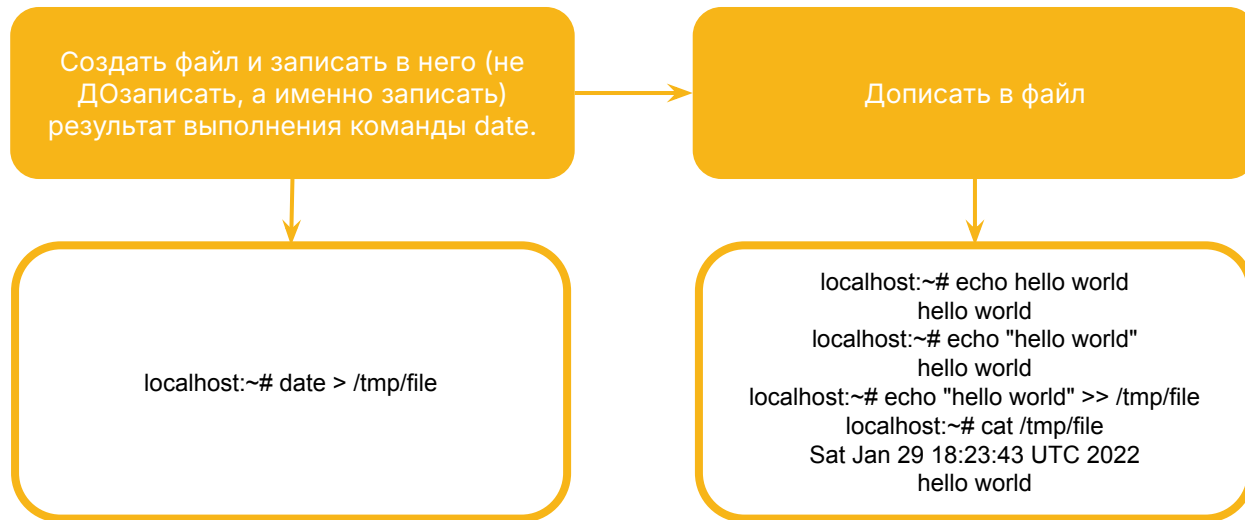 Создать файл и записать в него (не
ДОзаписать, а именно записать)
результат выполнения команды date.
Дописать в файл
localhost:~# date > /tmp/file
localhost:~# echo hello world
hello world
localhost:~# echo "hello world"
hello world
localhost:~# echo "hello world" >> /tmp/file
localhost:~# cat /tmp/file
Sat Jan 29 18:23:43 UTC 2022
hello world